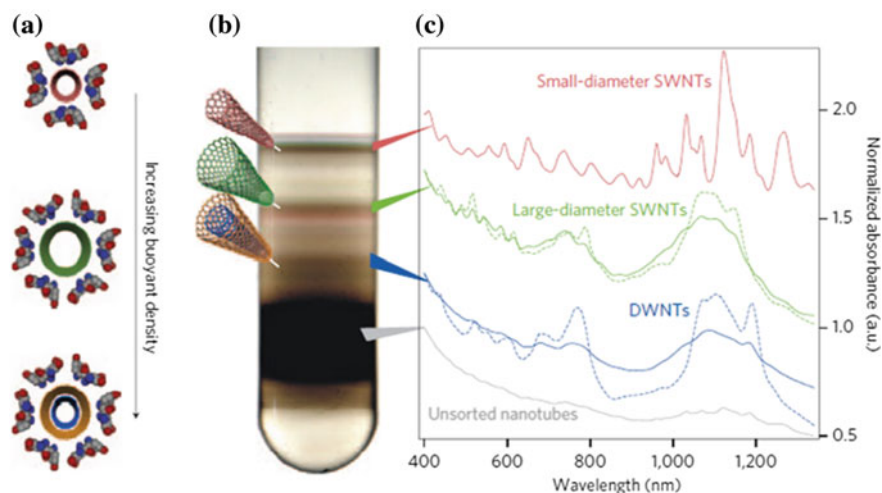 (a)
(b)
(c)
Increasing buoyant density
Small-diameter SWNTs
Large-diameter SWNTs
DWNTs
Unsorted nanotubes
2.0
1.5
1.0
0.5
Normalized absorbance (a.u.)
400
600
800
1,000
1,200
Wavelength (nm)